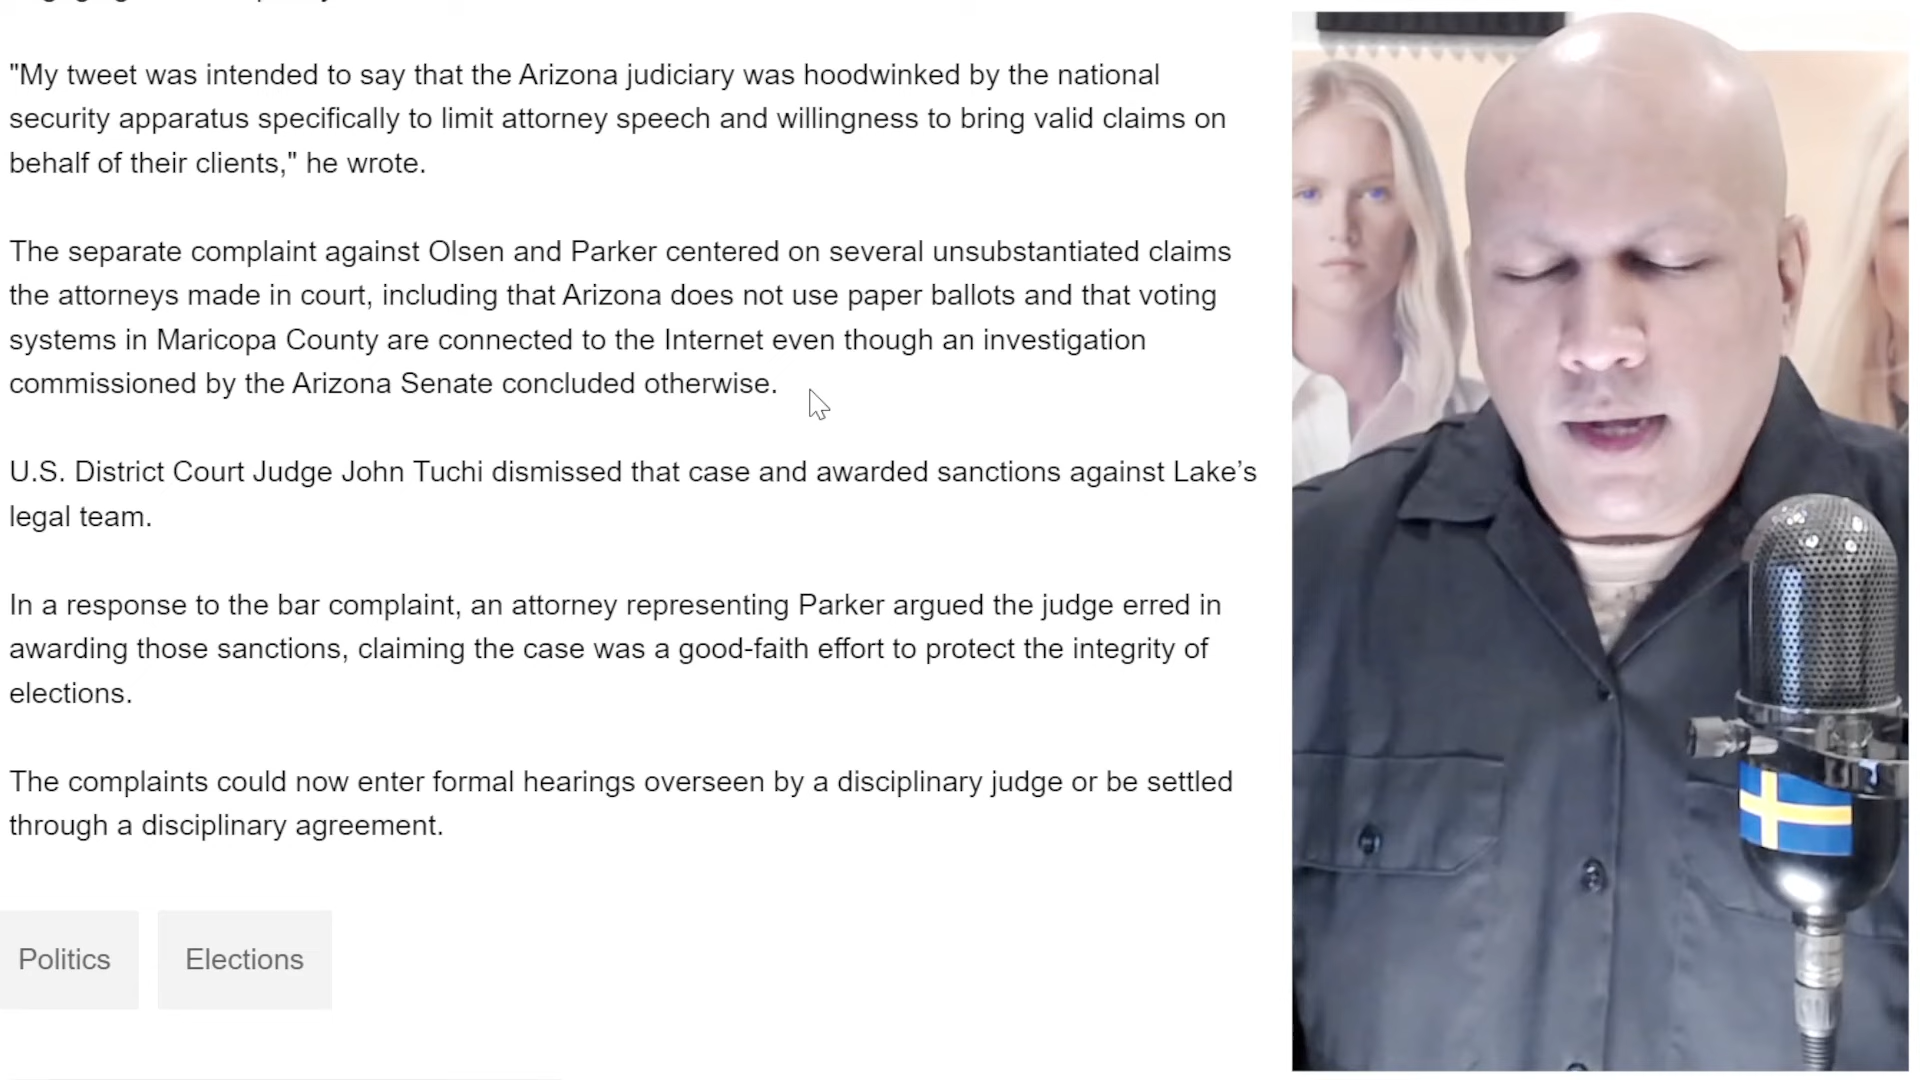 "My tweet was intended to say that the Arizona judiciary was hoodwinked by the national
security apparatus specifically to limit attorney speech and willingness to bring valid claims on
behalf of their clients," he wrote.
The separate complaint against Olsen and Parker centered on several unsubstantiated claims
the attorneys made in court, including that Arizona does not use paper ballots and that voting
systems in Maricopa County are connected to the Internet even though an investigation
commissioned by the Arizona Senate concluded otherwise.
U.S. District Court Judge John Tuchi dismissed that case and awarded sanctions against Lake’s
legal team.
In a response to the bar complaint, an attorney representing Parker argued the judge erred in
awarding those sanctions, claiming the case was a good-faith effort to protect the integrity of
elections.
The complaints could now enter formal hearings overseen by a disciplinary judge or be settled
through a disciplinary agreement.
Politics Elections